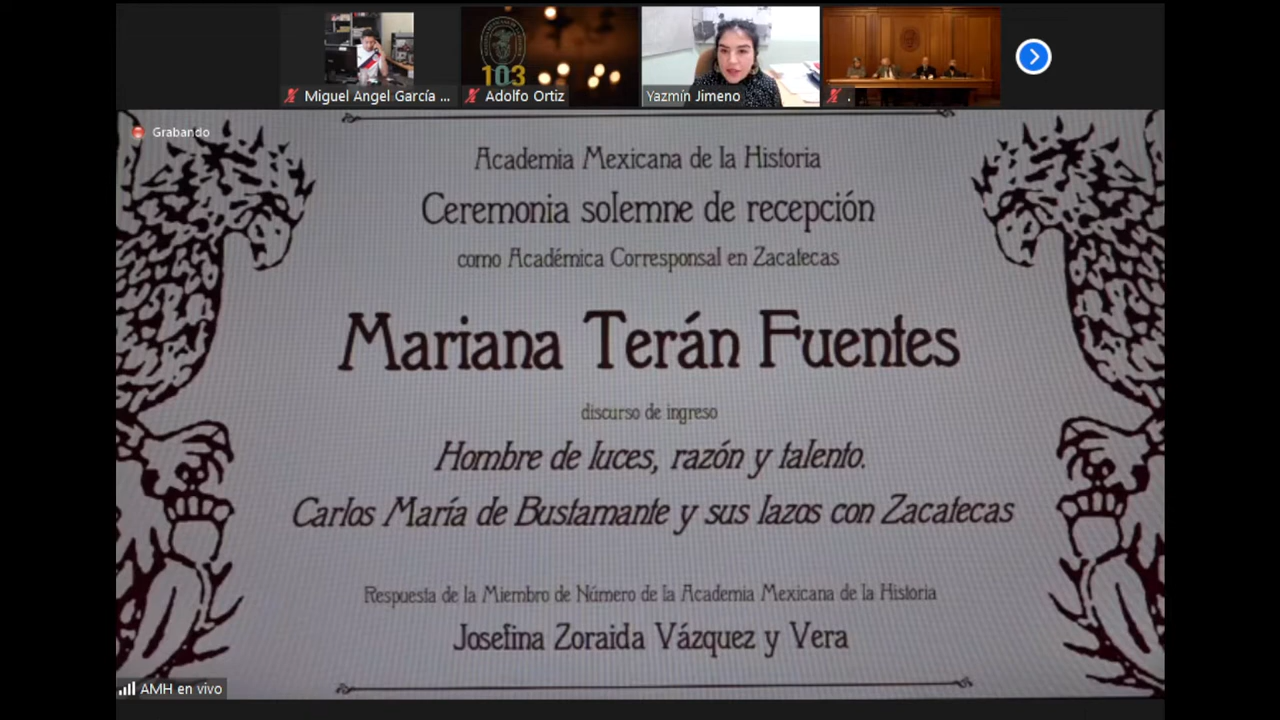 Miguel Angel García ...
Adolfo Ortiz
103
Yazmín Jimeno
.
Grabando
Academia Mexicana de la Historia
Ceremonia solemne de recepción
como Académica Corresponsal en Zacatecas
Mariana Terán Fuentes
discurso de ingreso
Hombre de luces, razón y talento.
Carlos María de Bustamante y sus lazos con Zacatecas
Respuesta de la Miembro de Número de la Academia Mexicana de la Historia
Josefina Zoraida Vázquez y Vera
AMH en vivo